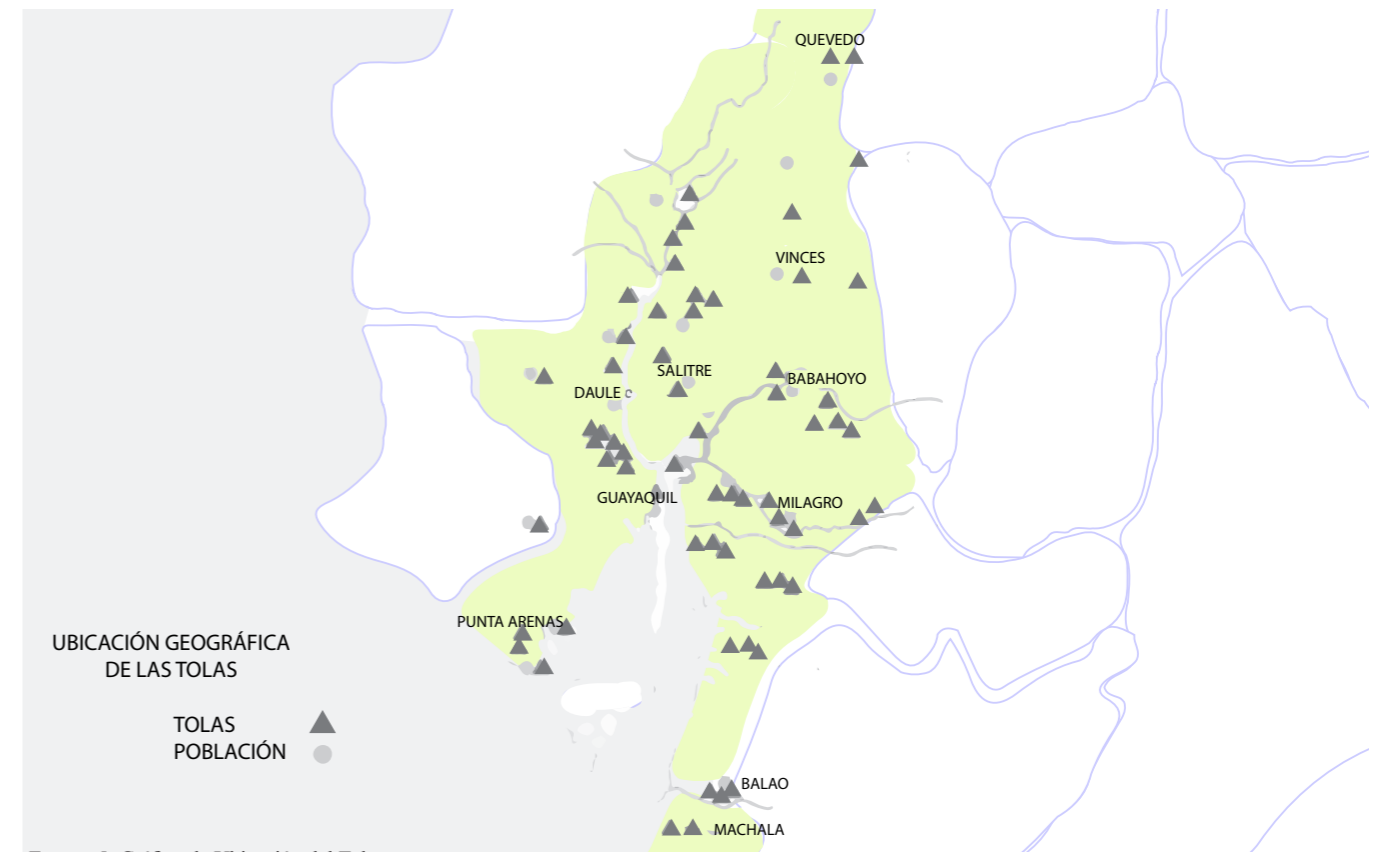 QUEVEDO
VINCES
SALITRE
BABAHOYO
DAULE
GUAYAQUIL
MILAGRO
PUNTA ARENAS
UBICACIÓN GEOGRÁFICA
DE LAS TOLAS
TOLAS
POBLACIÓN
BALAO
MACHALA